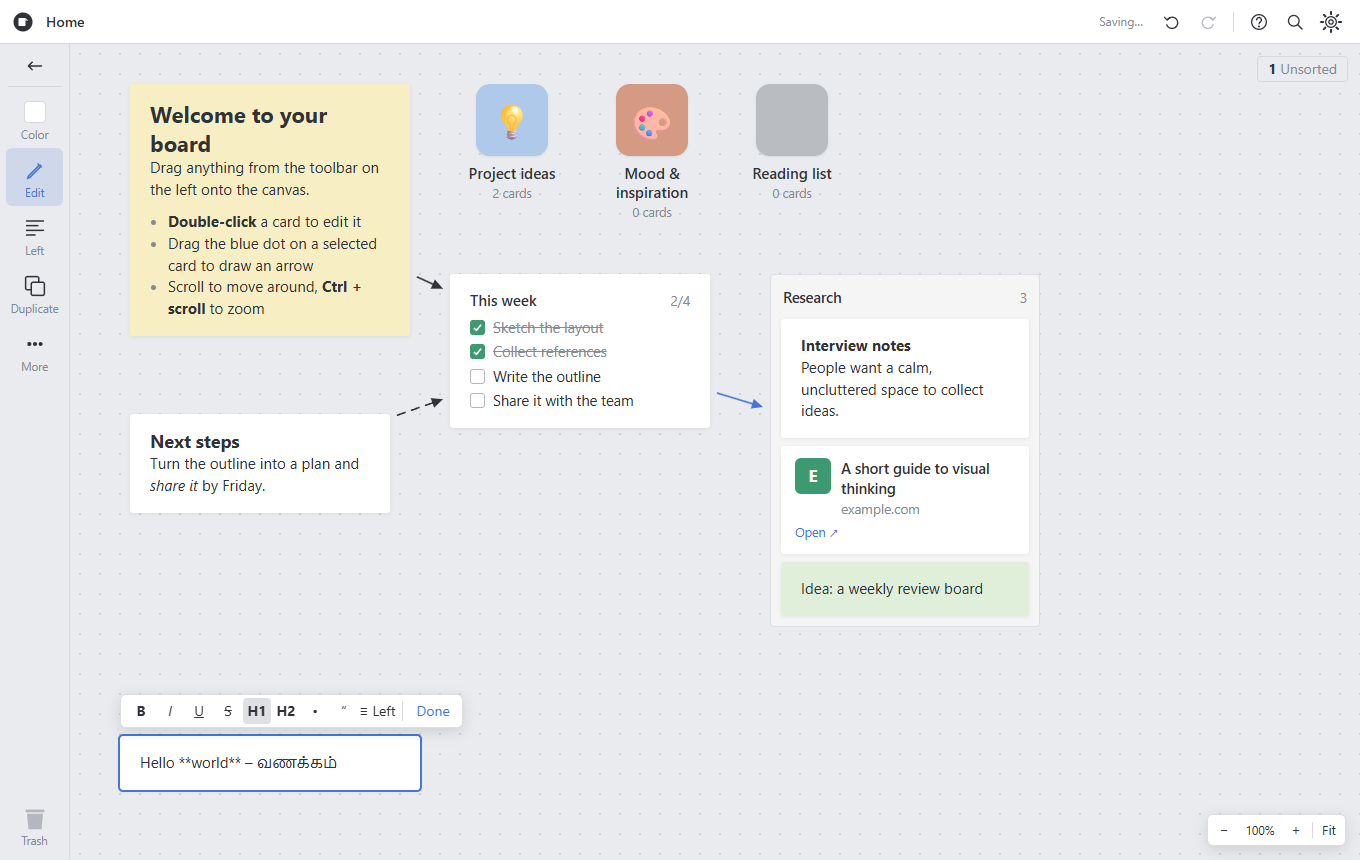 Home
Saving...
1 Unsorted
Color
Edit
Left
Duplicate
More
Trash
Welcome to your
board
Drag anything from the toolbar on
the left onto the canvas.
• Double-click a card to edit it
• Drag the blue dot on a selected
card to draw an arrow
• Scroll to move around, Ctrl +
scroll to zoom
Project ideas
2 cards
Mood &
inspiration
0 cards
Reading list
0 cards
This week 2/4
Sketch the layout
Collect references
Write the outline
Share it with the team
Next steps
Turn the outline into a plan and
share it by Friday.
Research 3
Interview notes
People want a calm,
uncluttered space to collect
ideas.
E
A short guide to visual
thinking
example.com
Open ↗
Idea: a weekly review board
B I U S H1 H2 • “ ≡ Left Done
Hello **world** – வணக்கம்
− 100% + Fit